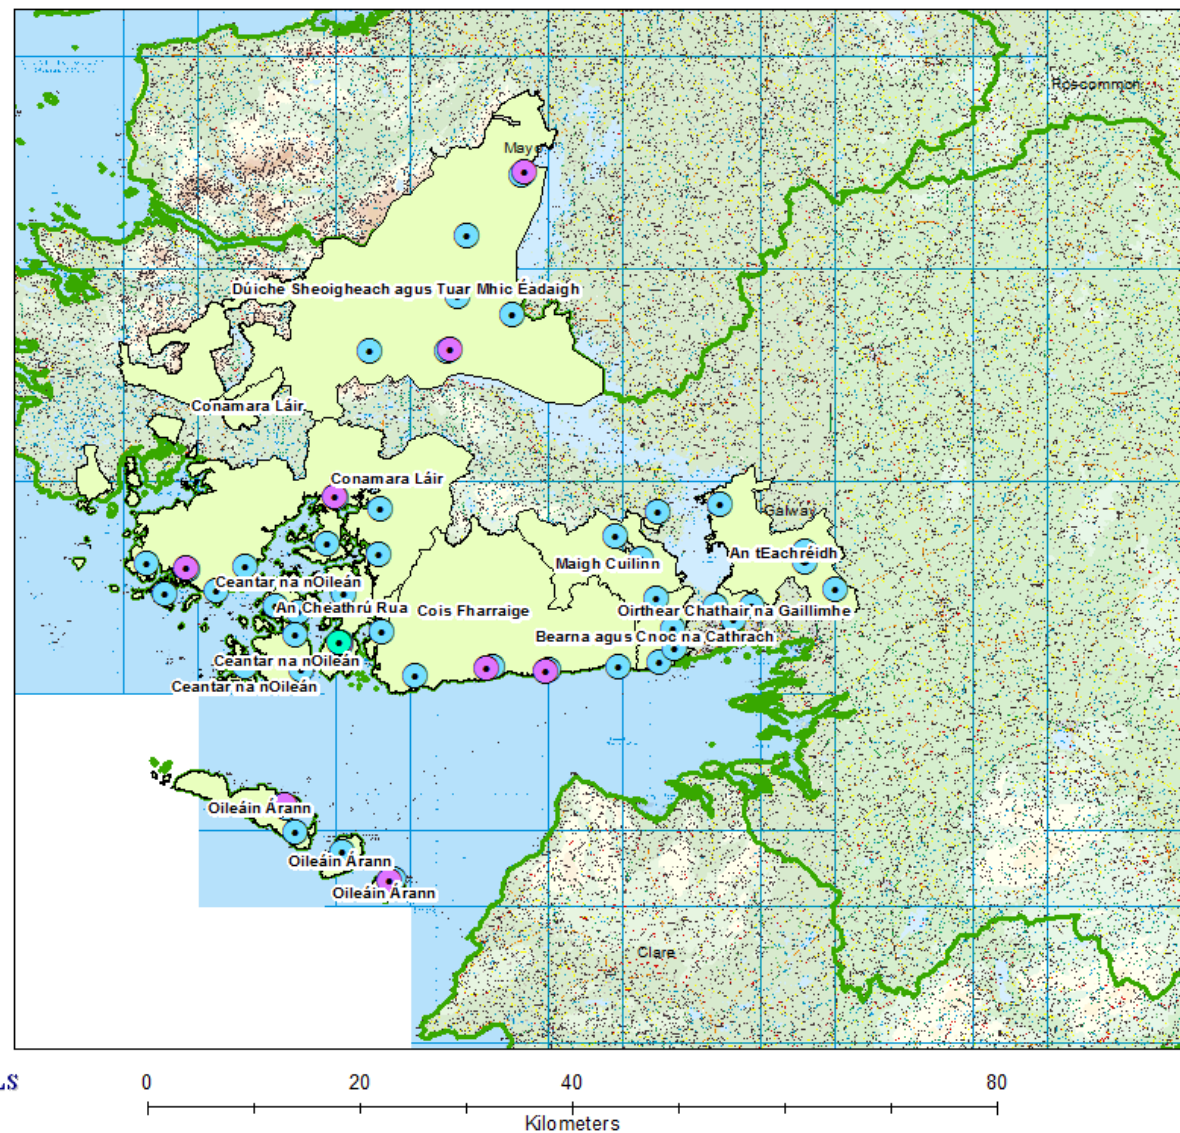 Roscommon
Mayo
Dúiche Sheoigheach agus Tuar Mhic Éadaigh
Conamara Láir
Conamara Láir
Galway
An tEachréidh
Maigh Cuilinn
Ceantar na nOileán
An Cheathrú Rua
Cois Fharraige
Oirthear Chathair na Gaillimhe
Bearna agus Cnoc na Cathrach
Ceantar na nOileán
Ceantar na nOileán
Oileáin Árann
Oileáin Árann
Oileáin Árann
Clare
LS
0 20 40 80
Kilometers